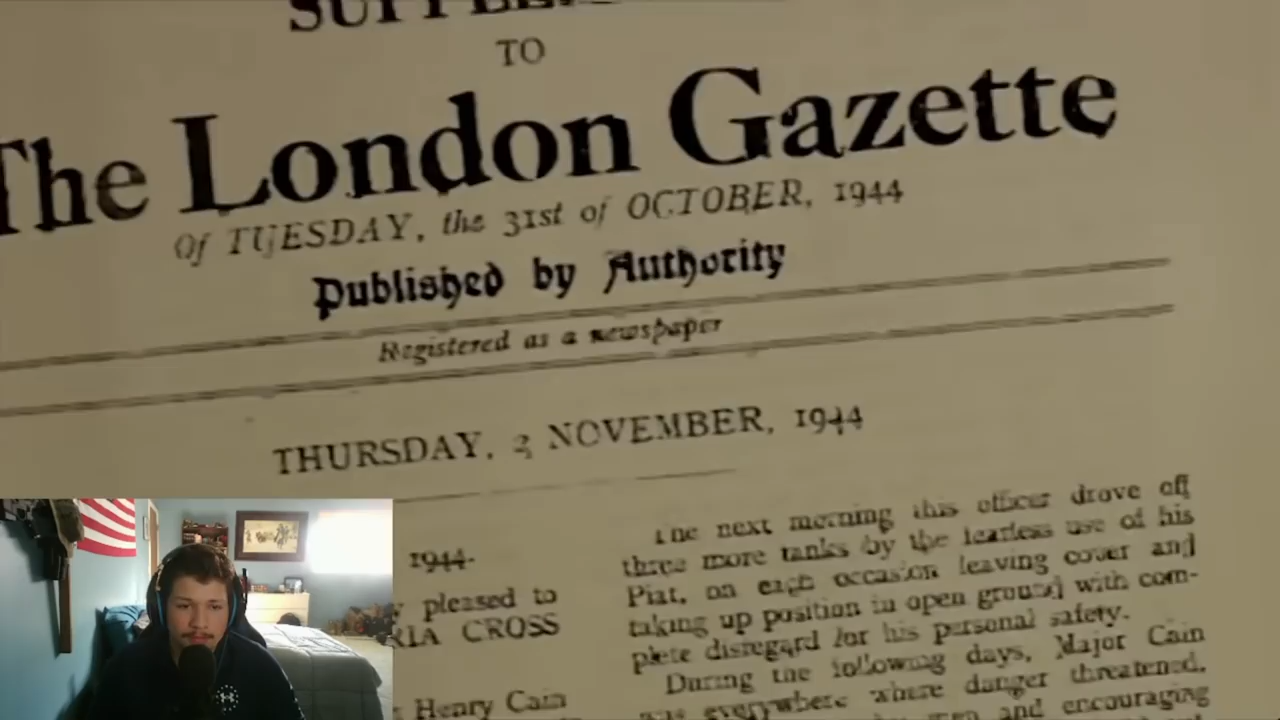 TO
The London Gazette
Of TUESDAY, the 31st of OCTOBER, 1944
Published by Authority
Registered as a newspaper
THURSDAY, 2 NOVEMBER, 1944
1944.
pleased to
CROSS
Henry Cain
The next morning this officer drove off
three more tanks by the fearless use of his
Piat, on each occasion leaving cover and
taking up position in open ground with com-
plete disregard for his personal safety.
During the following days, Major Cain
was everywhere where danger threatened,
men and encouraging